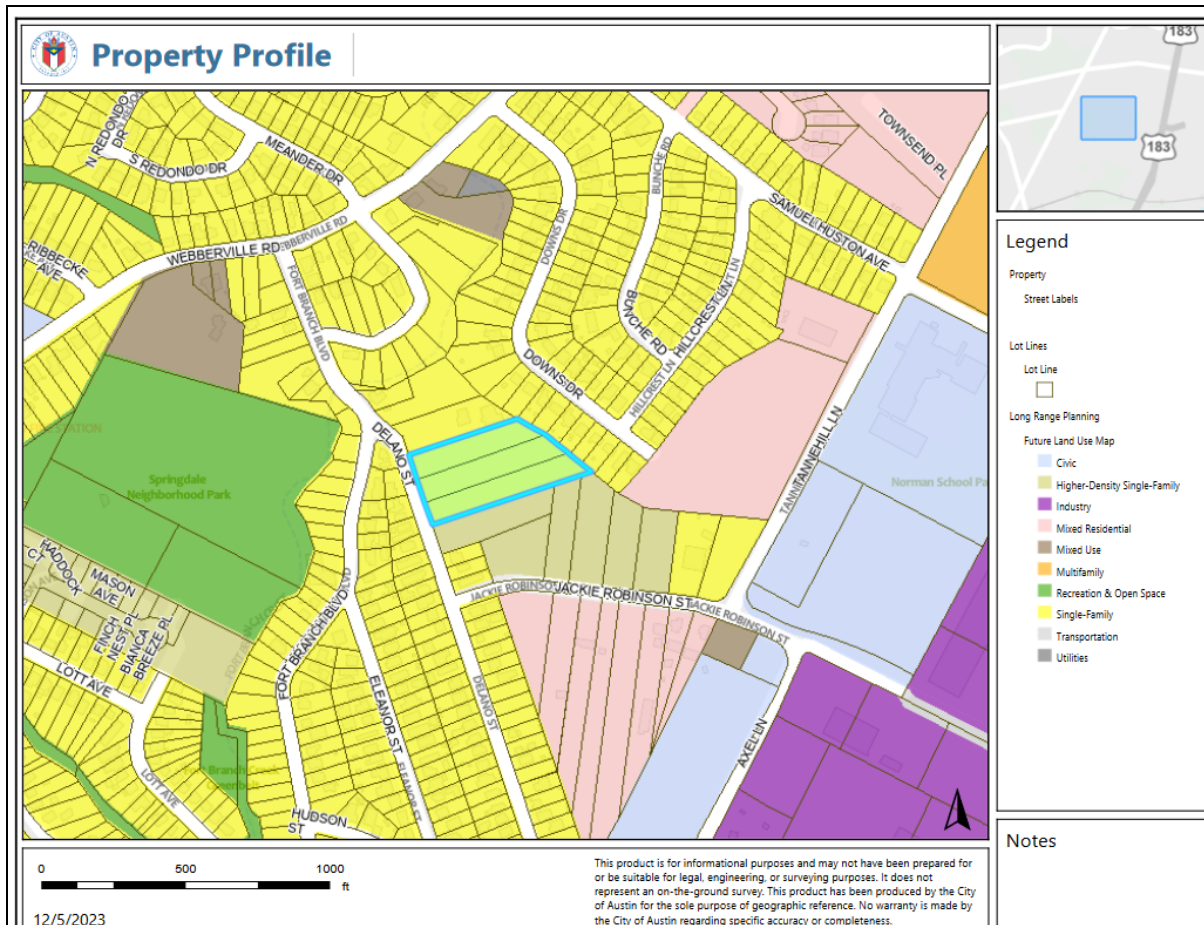 CITY OF AUSTIN
Property Profile
183
183
N REDONDO
DR
S REDONDO DR
MEANDER DR
WEBBERVILLE RD
RIBBECKE
AVE
FORT BRANCH BLVD
DOWNS DR
BUNCHE RD
TOWNSEND PL
SAMUEL HUSTON AVE
BUNCHE RD
HILLCREST LN
HILLCREST LN
DOWNS DR
DELANO ST
STATION
Springdale
Neighborhood Park
TANNEHILL LN
Norman School Pa
HADDOCK
CT
MASON
AVE
FINCH
NEST PL
BIANCA
BREEZE PL
LOTT AVE
LOTT AVE
FORT BRANCH BLVD
JACKIE ROBINSON
JACKIE ROBINSON ST
JACKIE ROBINSON ST
ELEANOR ST
ELEANOR ST
DELANO ST
AXEL LN
HUDSON
ST
Legend
Property
Street Labels
Lot Lines
Lot Line
Long Range Planning
Future Land Use Map
Civic
Higher-Density Single-Family
Industry
Mixed Residential
Mixed Use
Multifamily
Recreation & Open Space
Single-Family
Transportation
Utilities
Notes
0 500 1000
ft
12/5/2023
This product is for informational purposes and may not have been prepared for
or be suitable for legal, engineering, or surveying purposes. It does not
represent an on-the-ground survey. This product has been produced by the City
of Austin for the sole purpose of geographic reference. No warranty is made by
the City of Austin regarding specific accuracy or completeness.